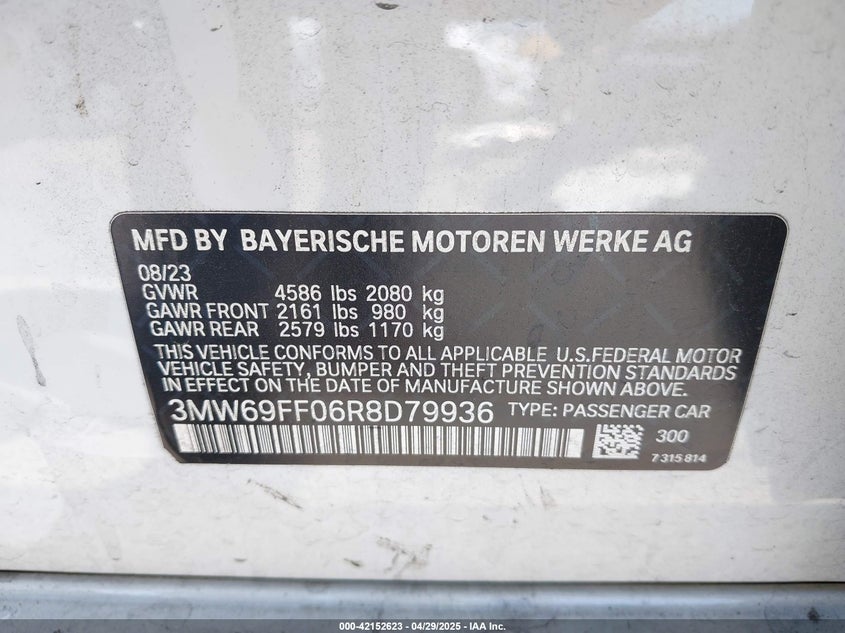 MFD BY BAYERISCHE MOTOREN WERKE AG
08/23
GVWR 4586 lbs 2080 kg
GAWR FRONT 2161 lbs 980 kg
GAWR REAR 2579 lbs 1170 kg
THIS VEHICLE CONFORMS TO ALL APPLICABLE U.S.FEDERAL MOTOR
VEHICLE SAFETY, BUMPER AND THEFT PREVENTION STANDARDS
IN EFFECT ON THE DATE OF MANUFACTURE SHOWN ABOVE.
3MW69FF06R8D79936 TYPE: PASSENGER CAR
300
7315814
000-42152623 - 04/29/2025 - IAA Inc.